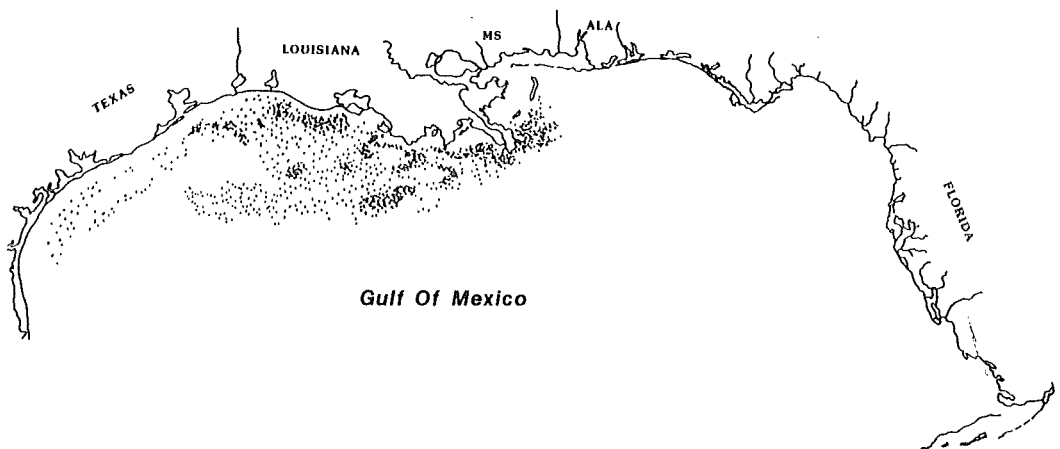 TEXAS
LOUISIANA
MS
ALA
FLORIDA
Gulf Of Mexico